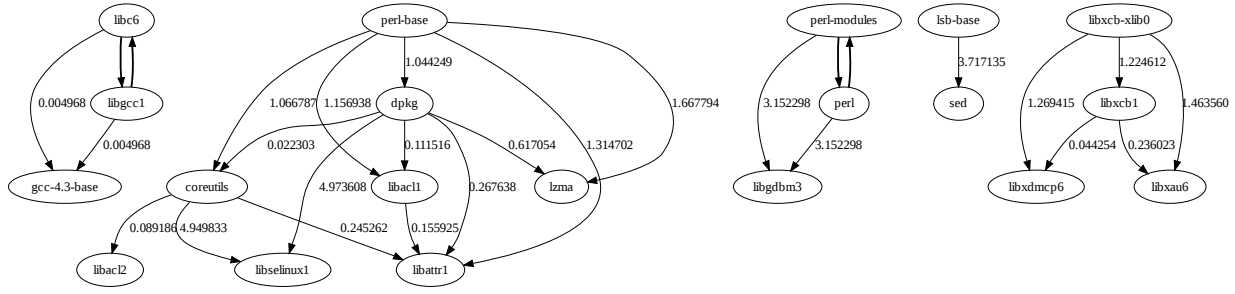 libc6 perl-base perl-modules lsb-base libxcb-xlib0
1.044249 3.717135 1.224612
0.004968 libgcc1 1.066787 1.156938 dpkg 1.667794 3.152298 perl sed 1.269415 libxcb1 1.463560
0.004968 0.022303 0.111516 0.617054 1.314702 3.152298 0.044254 0.236023
gcc-4.3-base coreutils 4.973608 libacl1 0.267638 lzma libgdbm3 libxdmcp6 libxau6
0.089186 4.949833 0.245262 0.155925
libacl2 libselinux1 libattr1